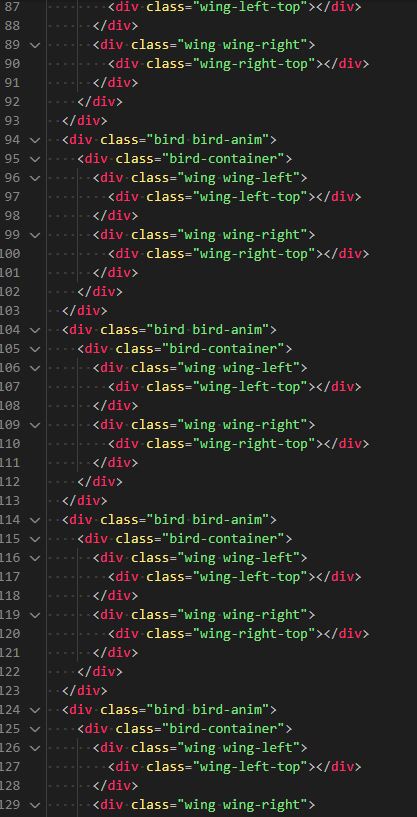 87 <div class="wing-left-top"></div>
88 </div>
89 <div class="wing wing-right">
90 <div class="wing-right-top"></div>
91 </div>
92 </div>
93 </div>
94 <div class="bird bird-anim">
95 <div class="bird-container">
96 <div class="wing wing-left">
97 <div class="wing-left-top"></div>
98 </div>
99 <div class="wing wing-right">
100 <div class="wing-right-top"></div>
101 </div>
102 </div>
103 </div>
104 <div class="bird bird-anim">
105 <div class="bird-container">
106 <div class="wing wing-left">
107 <div class="wing-left-top"></div>
108 </div>
109 <div class="wing wing-right">
110 <div class="wing-right-top"></div>
111 </div>
112 </div>
113 </div>
114 <div class="bird bird-anim">
115 <div class="bird-container">
116 <div class="wing wing-left">
117 <div class="wing-left-top"></div>
118 </div>
119 <div class="wing wing-right">
120 <div class="wing-right-top"></div>
121 </div>
122 </div>
123 </div>
124 <div class="bird bird-anim">
125 <div class="bird-container">
126 <div class="wing wing-left">
127 <div class="wing-left-top"></div>
128 </div>
129 <div class="wing wing-right">